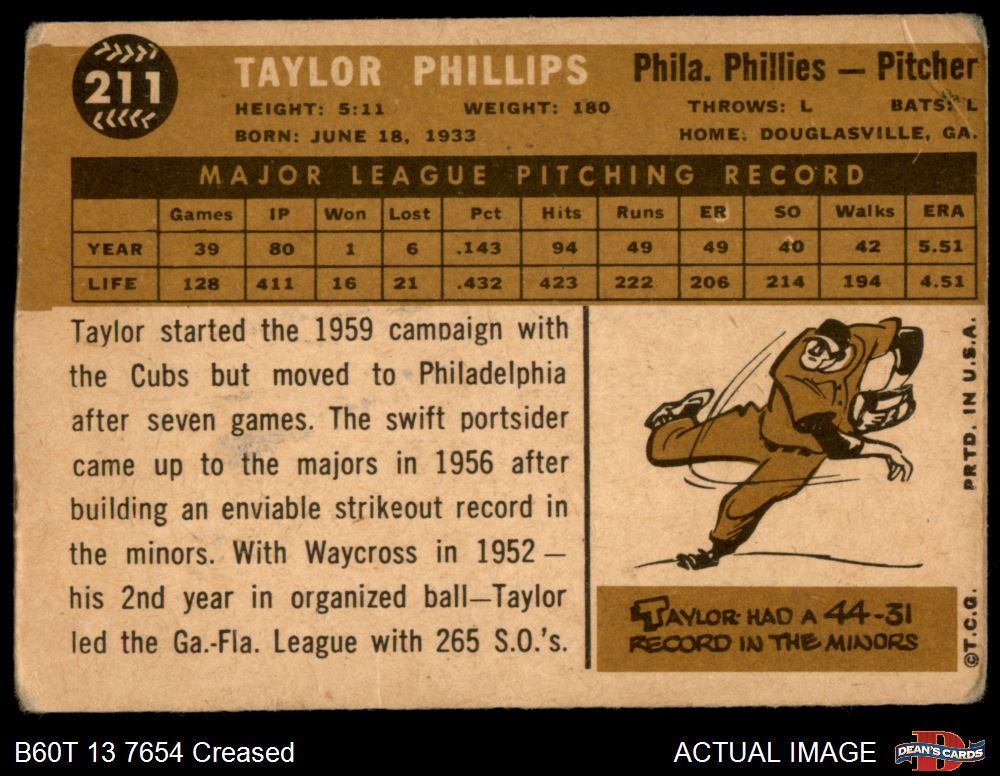 211
TAYLOR PHILLIPS Phila. Phillies — Pitcher
HEIGHT: 5:11 WEIGHT: 180 THROWS: L BATS: L
BORN: JUNE 18, 1933 HOME: DOUGLASVILLE, GA.
MAJOR LEAGUE PITCHING RECORD
Games IP Won Lost Pct Hits Runs ER SO Walks ERA
YEAR 39 80 1 6 .143 94 49 49 40 42 5.51
LIFE 128 411 16 21 .432 423 222 206 214 194 4.51
Taylor started the 1959 campaign with
the Cubs but moved to Philadelphia
after seven games. The swift portsider
came up to the majors in 1956 after
building an enviable strikeout record in
the minors. With Waycross in 1952 —
his 2nd year in organized ball—Taylor
led the Ga.-Fla. League with 265 S.O.'s.
TAYLOR HAD A 44-31
RECORD IN THE MINORS
PRTD. IN U.S.A.
©T.C.G.
B60T 13 7654 Creased
ACTUAL IMAGE
DEAN'S CARDS